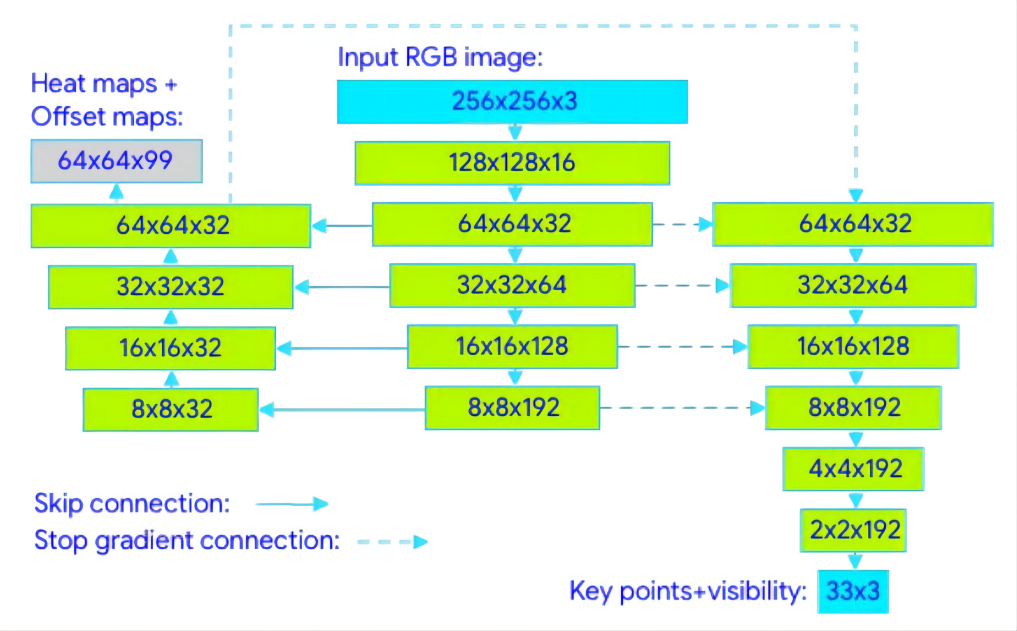 Input RGB image:
256x256x3
128x128x16
Heat maps +
Offset maps:
64x64x99
64x64x32
64x64x32
64x64x32
32x32x32
32x32x64
32x32x64
16x16x32
16x16x128
16x16x128
8x8x32
8x8x192
8x8x192
4x4x192
2x2x192
Key points+visibility:
33x3
Skip connection:
Stop gradient connection: